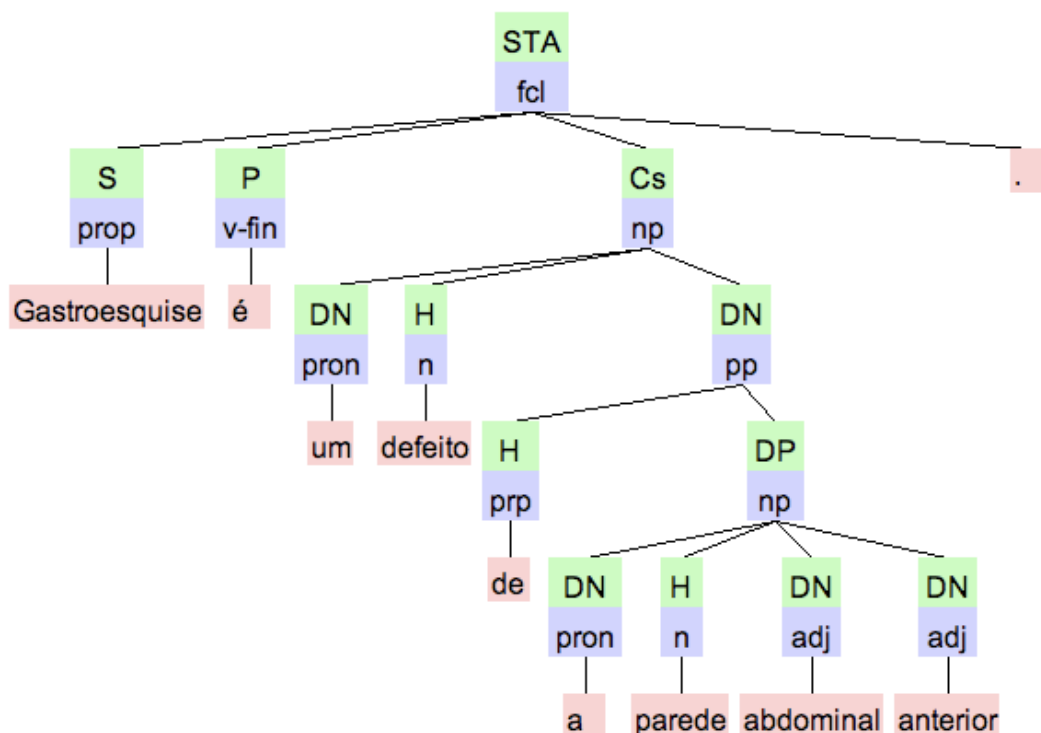 STA
fcl
S P Cs .
prop v-fin np
Gastroesquise é DN H DN
pron n pp
um defeito H DP
prp np
de DN H DN DN
pron n adj adj
a parede abdominal anterior